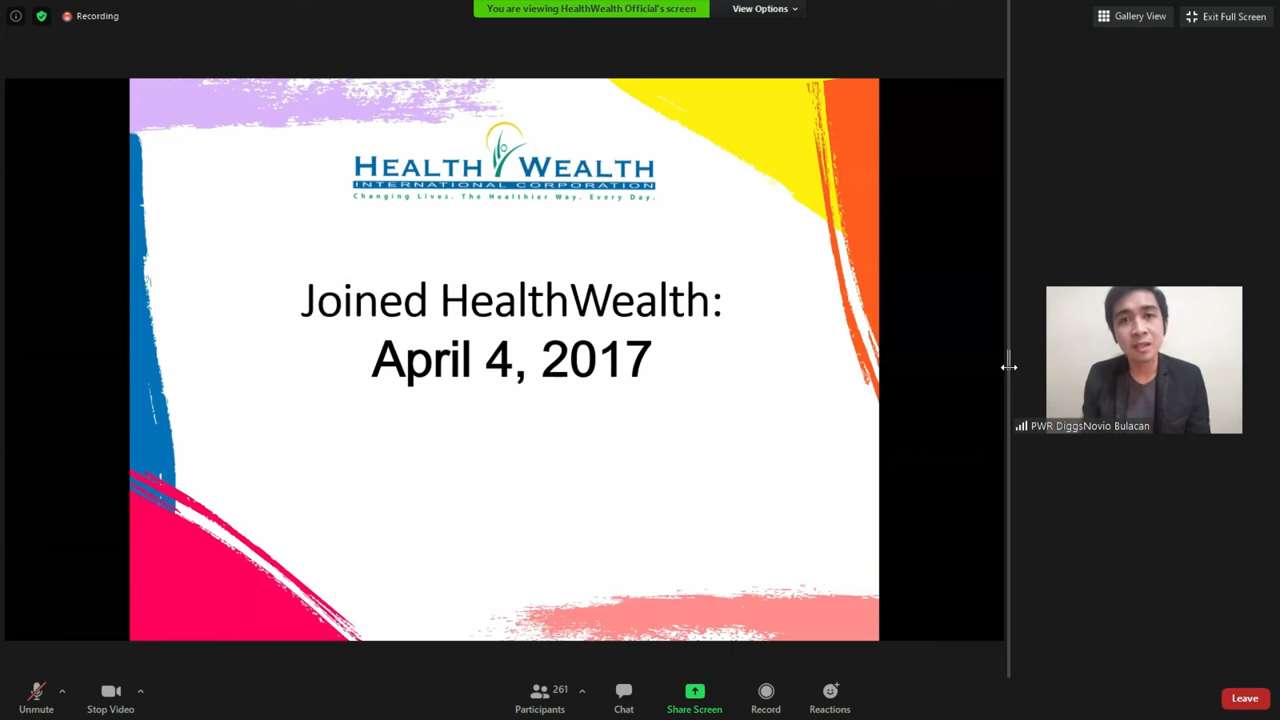 Recording
You are viewing HealthWealth Official's screen
View Options
Gallery View
Exit Full Screen
HEALTH WEALTH
INTERNATIONAL CORPORATION
Changing Lives. The Healthier Way. Every Day.
Joined HealthWealth:
April 4, 2017
PWR DiggsNovio Bulacan
Unmute
Stop Video
261
Participants
Chat
Share Screen
Record
Reactions
Leave